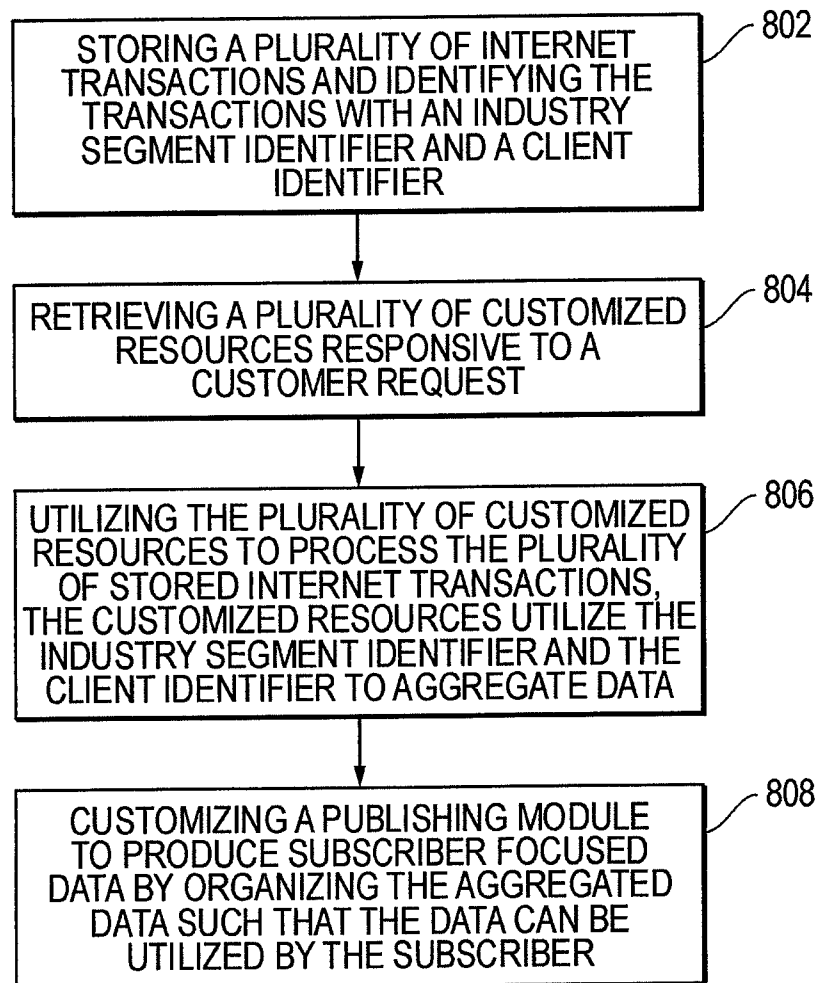 802
STORING A PLURALITY OF INTERNET
TRANSACTIONS AND IDENTIFYING THE
TRANSACTIONS WITH AN INDUSTRY
SEGMENT IDENTIFIER AND A CLIENT
IDENTIFIER
804
RETRIEVING A PLURALITY OF CUSTOMIZED
RESOURCES RESPONSIVE TO A
CUSTOMER REQUEST
806
UTILIZING THE PLURALITY OF CUSTOMIZED
RESOURCES TO PROCESS THE PLURALITY
OF STORED INTERNET TRANSACTIONS,
THE CUSTOMIZED RESOURCES UTILIZE THE
INDUSTRY SEGMENT IDENTIFIER AND THE
CLIENT IDENTIFIER TO AGGREGATE DATA
808
CUSTOMIZING A PUBLISHING MODULE
TO PRODUCE SUBSCRIBER FOCUSED
DATA BY ORGANIZING THE AGGREGATED
DATA SUCH THAT THE DATA CAN BE
UTILIZED BY THE SUBSCRIBER